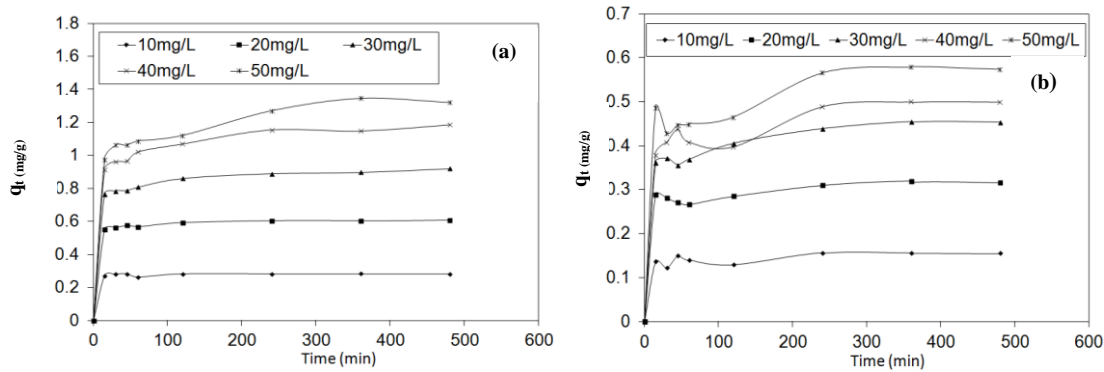 1.8
1.6
1.4
1.2
1
0.8
0.6
0.4
0.2
0
qt (mg/g)
10mg/L 20mg/L 30mg/L
40mg/L 50mg/L
(a)
0 100 200 300 400 500 600
Time (min)
0.7
0.6
0.5
0.4
0.3
0.2
0.1
0
qt (mg/g)
10mg/L 20mg/L 30mg/L 40mg/L 50mg/L
(b)
0 100 200 300 400 500 600
Time (min)